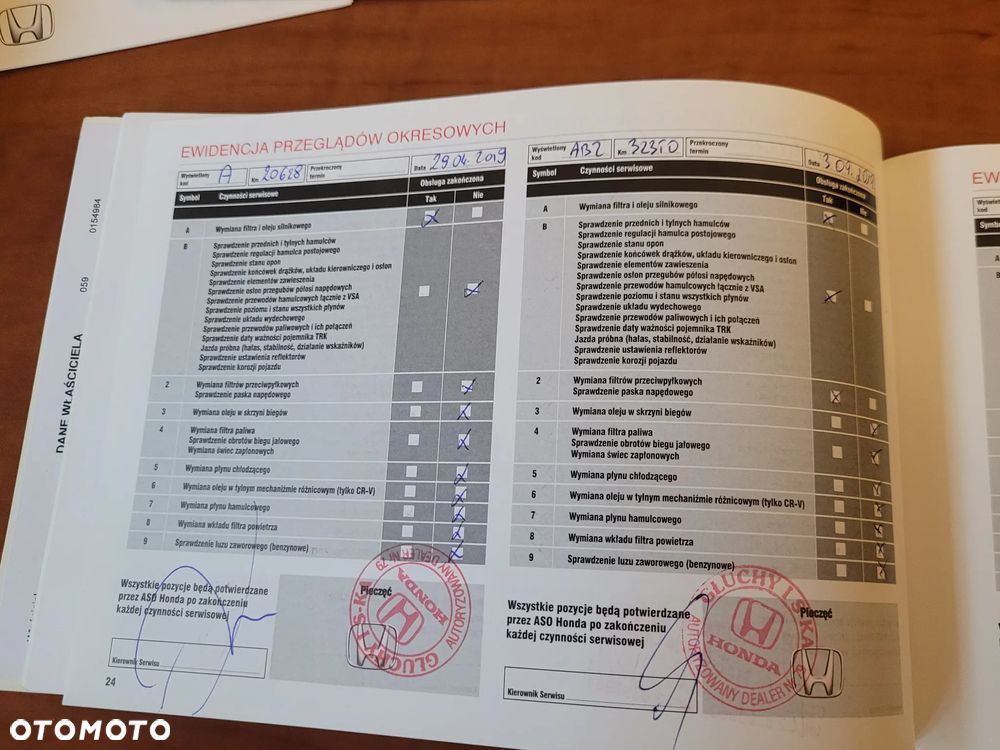 EWIDENCJA PRZEGLĄDÓW OKRESOWYCH
Wyświetlony kod A Km 20628 Przekroczony termin Data 29.04.2019
Symbol Czynności serwisowe Obsługa zakończona
Tak Nie
A Wymiana filtra i oleju silnikowego
B Sprawdzenie przednich i tylnych hamulców
Sprawdzenie regulacji hamulca postojowego
Sprawdzenie stanu opon
Sprawdzenie końcówek drążków, układu kierowniczego i osłon
Sprawdzenie elementów zawieszenia
Sprawdzenie osłon przegubów półosi napędowych
Sprawdzenie przewodów hamulcowych łącznie z VSA
Sprawdzenie poziomu i stanu wszystkich płynów
Sprawdzenie układu wydechowego
Sprawdzenie przewodów paliwowych i ich połączeń
Sprawdzenie daty ważności pojemnika TRK
Jazda próbna (hałas, stabilność, działanie wskaźników)
Sprawdzenie ustawienia reflektorów
Sprawdzenie korozji pojazdu
2 Wymiana filtrów przeciwpyłkowych
Sprawdzenie paska napędowego
3 Wymiana oleju w skrzyni biegów
4 Wymiana filtra paliwa
Sprawdzenie obrotów biegu jałowego
Wymiana świec zapłonowych
5 Wymiana płynu chłodzącego
6 Wymiana oleju w tylnym mechanizmie różnicowym (tylko CR-V)
7 Wymiana płynu hamulcowego
8 Wymiana wkładu filtra powietrza
9 Sprawdzenie luzu zaworowego (benzynowe)
Wszystkie pozycje będą potwierdzane
przez ASO Honda po zakończeniu
każdej czynności serwisowej
Pieczęć
GŁUCHY I S-KA
HONDA
AUTORYZOWANY DEALER NR 79
Kierownik Serwisu
24
Wyświetlony kod AB2 Km 32310 Przekroczony termin Data
Symbol Czynności serwisowe Obsługa zakończona
Tak Nie
A Wymiana filtra i oleju silnikowego
B Sprawdzenie przednich i tylnych hamulców
Sprawdzenie regulacji hamulca postojowego
Sprawdzenie stanu opon
Sprawdzenie końcówek drążków, układu kierowniczego i osłon
Sprawdzenie elementów zawieszenia
Sprawdzenie osłon przegubów półosi napędowych
Sprawdzenie przewodów hamulcowych łącznie z VSA
Sprawdzenie poziomu i stanu wszystkich płynów
Sprawdzenie układu wydechowego
Sprawdzenie przewodów paliwowych i ich połączeń
Sprawdzenie daty ważności pojemnika TRK
Jazda próbna (hałas, stabilność, działanie wskaźników)
Sprawdzenie ustawienia reflektorów
Sprawdzenie korozji pojazdu
2 Wymiana filtrów przeciwpyłkowych
Sprawdzenie paska napędowego
3 Wymiana oleju w skrzyni biegów
4 Wymiana filtra paliwa
Sprawdzenie obrotów biegu jałowego
Wymiana świec zapłonowych
5 Wymiana płynu chłodzącego
6 Wymiana oleju w tylnym mechanizmie różnicowym (tylko CR-V)
7 Wymiana płynu hamulcowego
8 Wymiana wkładu filtra powietrza
9 Sprawdzenie luzu zaworowego (benzynowe)
Wszystkie pozycje będą potwierdzane
przez ASO Honda po zakończeniu
każdej czynności serwisowej
Pieczęć
GŁUCHY I S-KA
HONDA
DEALER
Kierownik Serwisu
0154984
059
DANE WŁAŚCICIELA
OTOMOTO